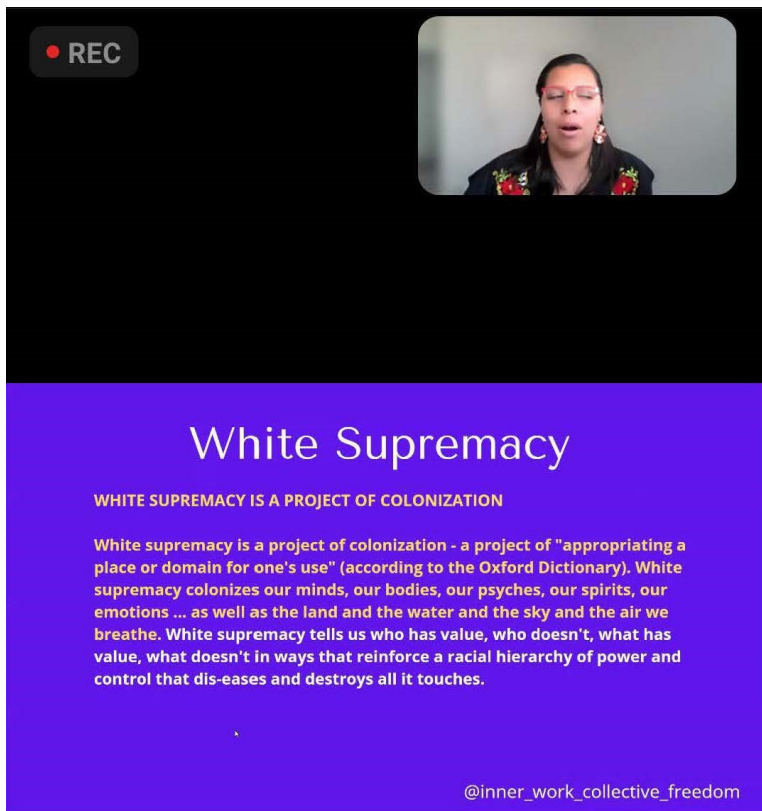 REC
White Supremacy
WHITE SUPREMACY IS A PROJECT OF COLONIZATION
White supremacy is a project of colonization - a project of "appropriating a
place or domain for one's use" (according to the Oxford Dictionary). White
supremacy colonizes our minds, our bodies, our psyches, our spirits, our
emotions ... as well as the land and the water and the sky and the air we
breathe. White supremacy tells us who has value, who doesn't, what has
value, what doesn't in ways that reinforce a racial hierarchy of power and
control that dis-eases and destroys all it touches.
@inner_work_collective_freedom